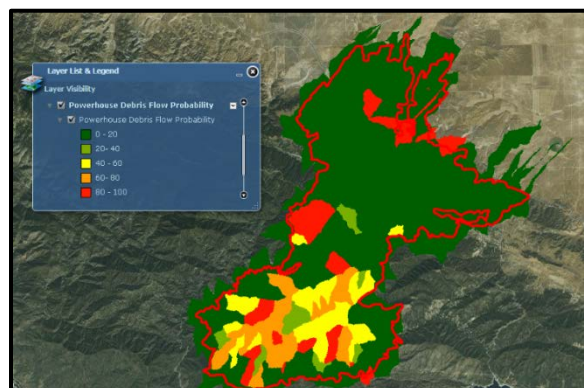 Layer List & Legend
Layer Visibility
Powerhouse Debris Flow Probability
Powerhouse Debris Flow Probability
0 - 20
20- 40
40 - 60
60 - 80
80 - 100